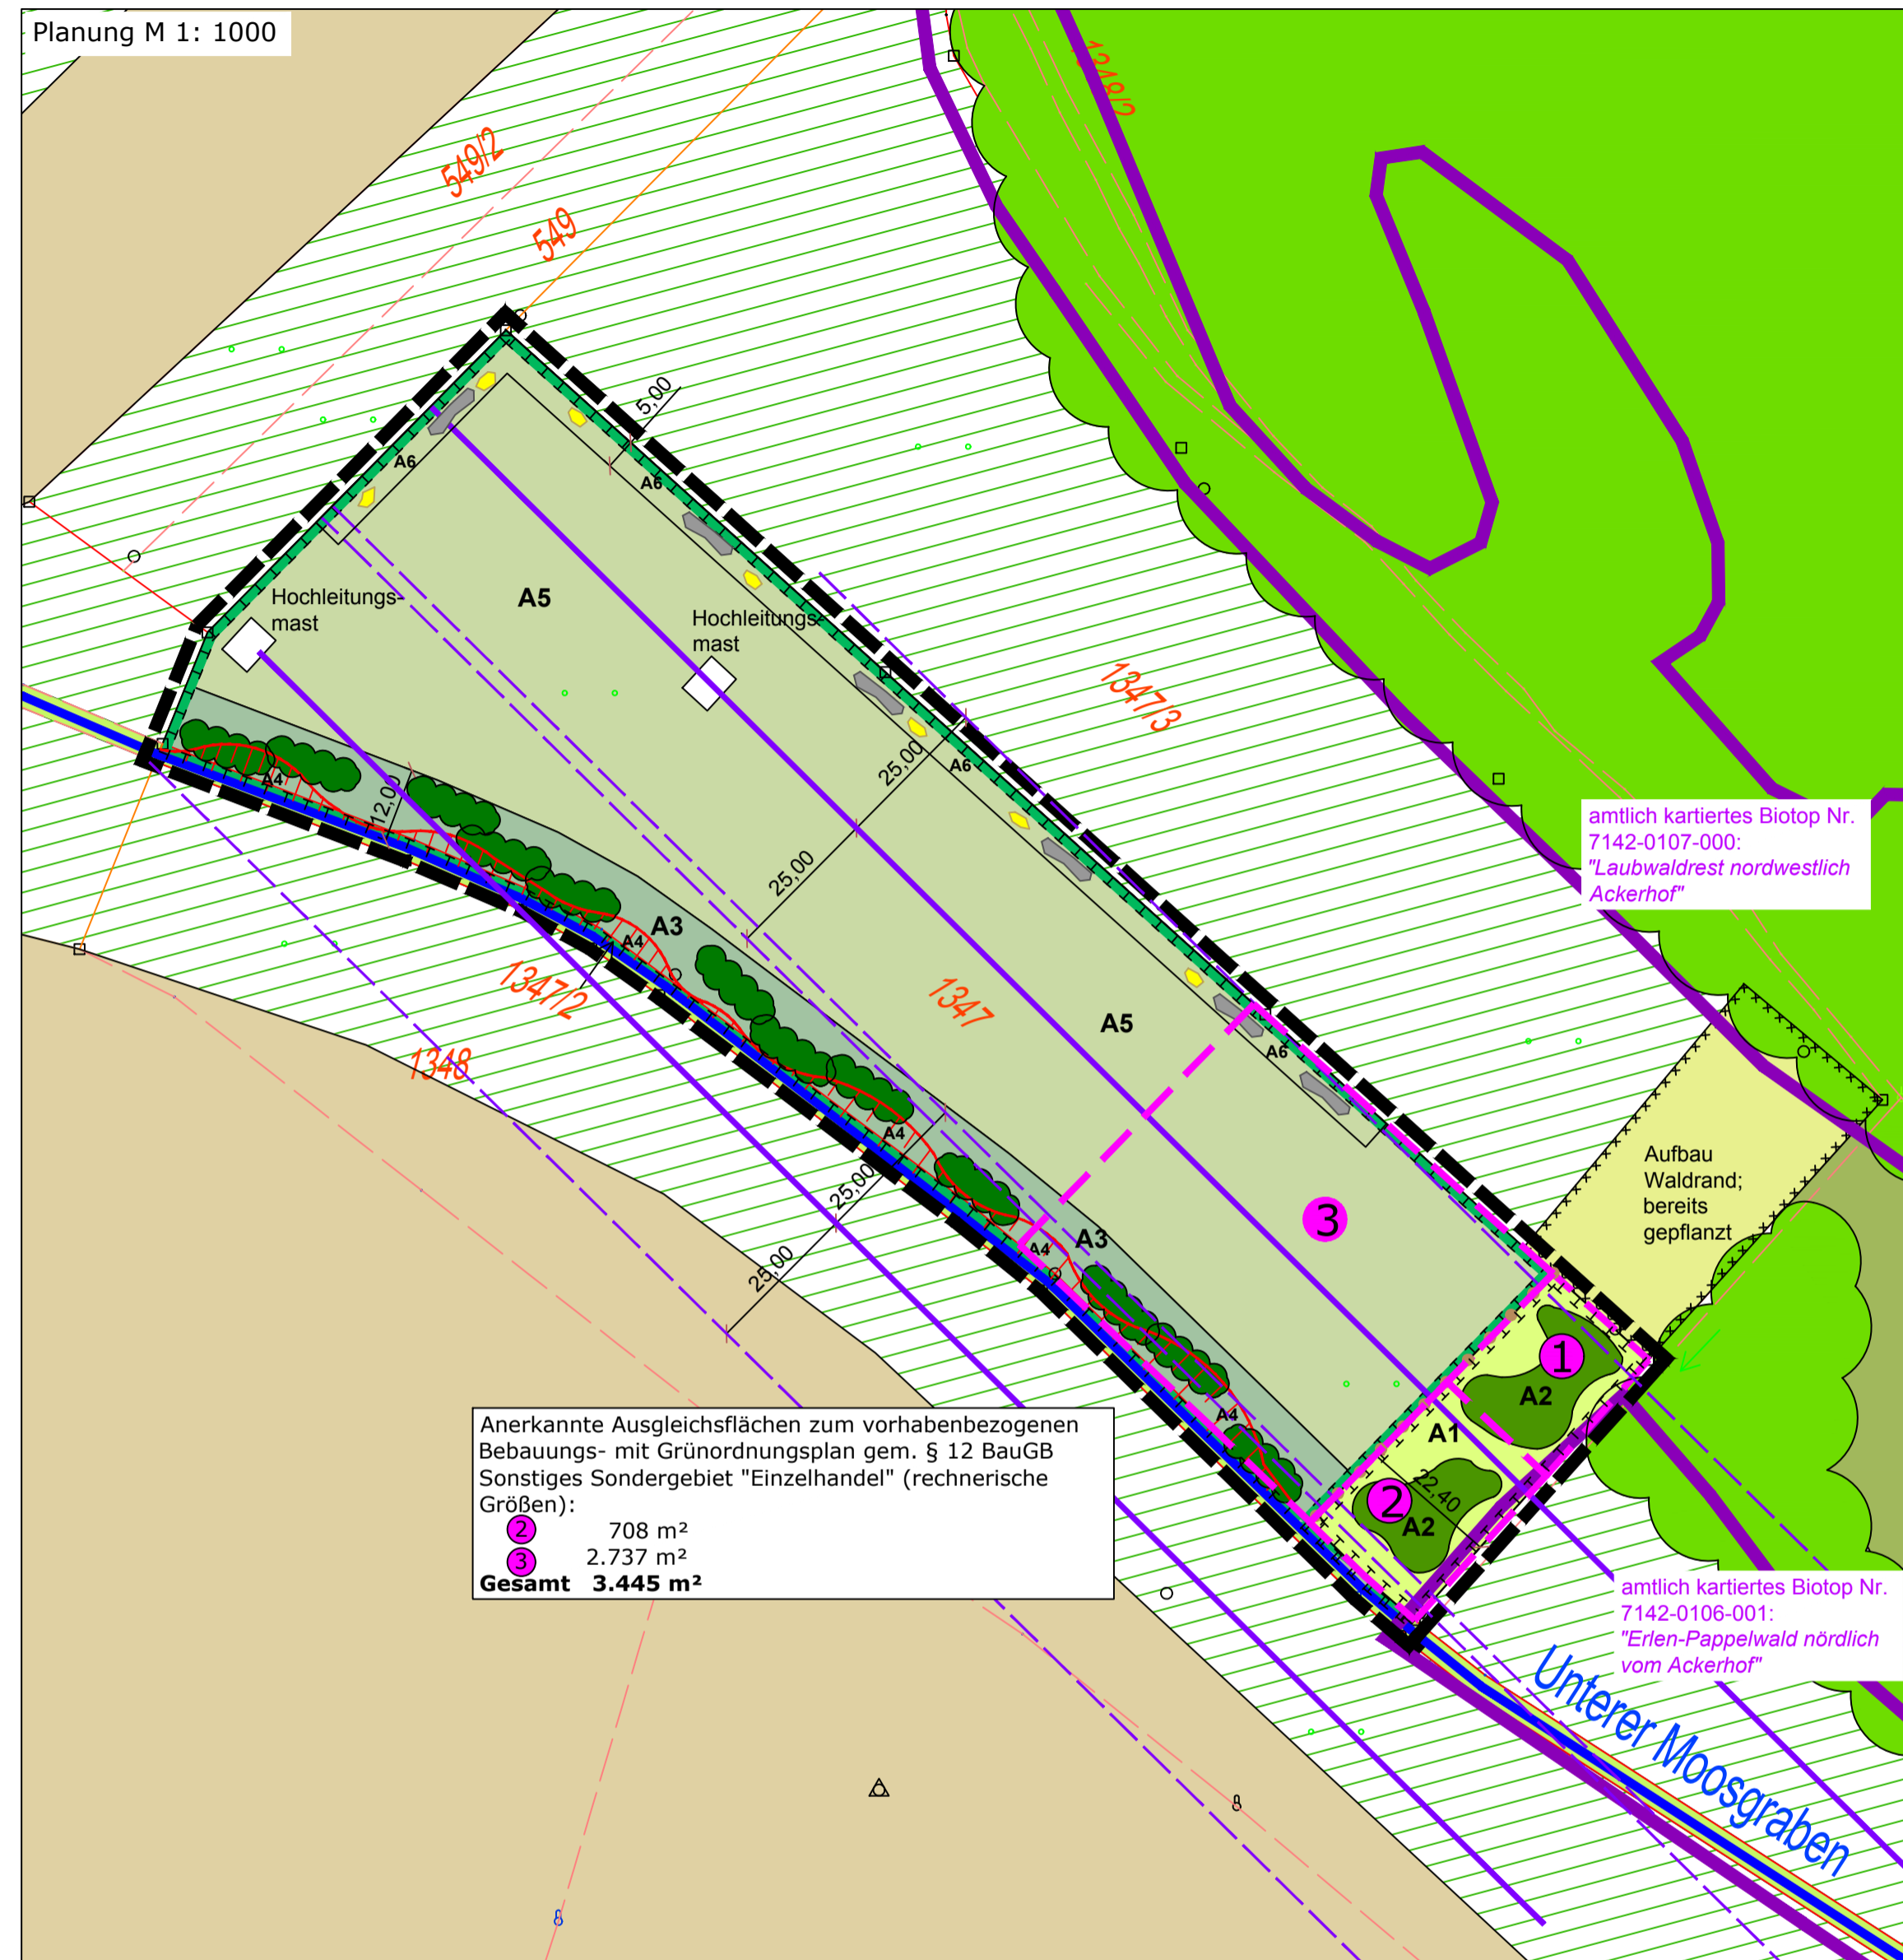 Planung M 1: 1000
1348/2
549/2
549
5,00
A6
A6
Hochleitungs-
mast
A5
Hochleitungs-
mast
1347/3
25,00
A6
A4
12,00
amtlich kartiertes Biotop Nr.
7142-0107-000:
"Laubwaldrest nordwestlich
Ackerhof"
25,00
A3
A4
1347/2
1347
A5
1348
A6
A4
Aufbau
Waldrand;
bereits
gepflanzt
25,00
3
A3
A4
25,00
1
A2
A4
A1
Anerkannte Ausgleichsflächen zum vorhabenbezogenen
Bebauungs- mit Grünordnungsplan gem. § 12 BauGB
Sonstiges Sondergebiet "Einzelhandel" (rechnerische
Größen):
2 708 m²
3 2.737 m²
Gesamt 3.445 m²
22,40
2
A2
amtlich kartiertes Biotop Nr.
7142-0106-001:
"Erlen-Pappelwald nördlich
vom Ackerhof"
Unterer Moosgraben